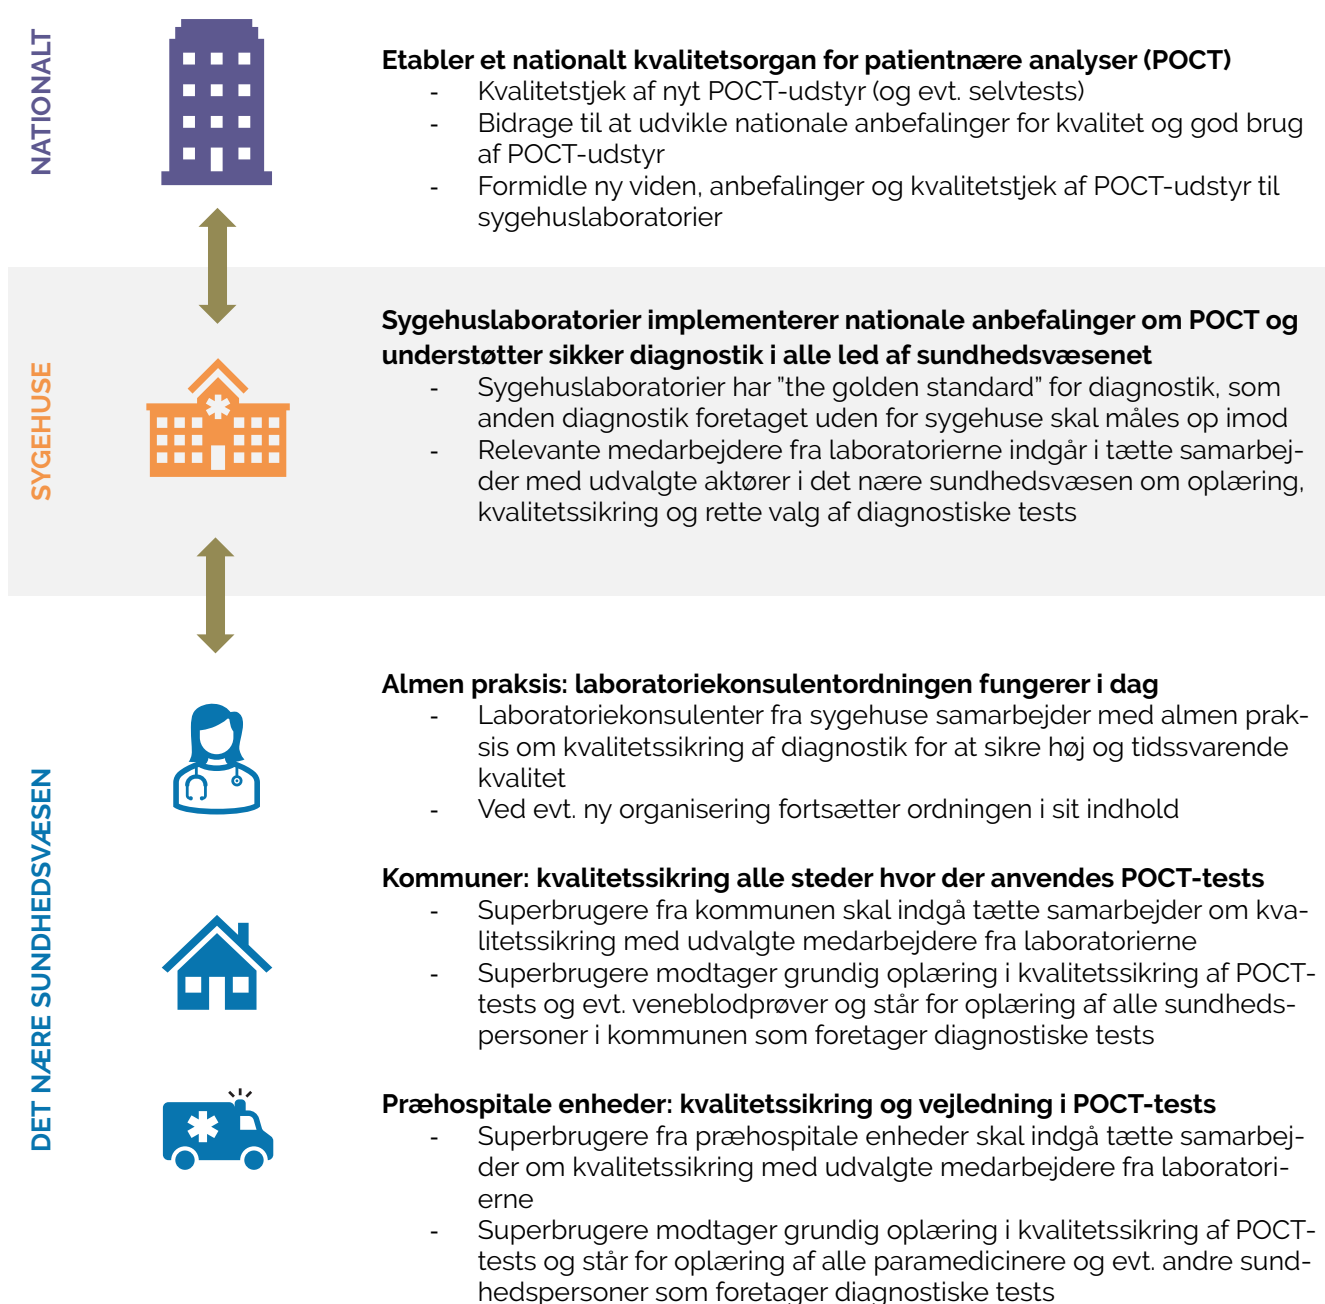 NATIONALT
Etabler et nationalt kvalitetsorgan for patientnære analyser (POCT)
- Kvalitetstjek af nyt POCT-udstyr (og evt. selvtests)
- Bidrage til at udvikle nationale anbefalinger for kvalitet og god brug
af POCT-udstyr
- Formidle ny viden, anbefalinger og kvalitetstjek af POCT-udstyr til
sygehuslaboratorier
SYGEHUSE
Sygehuslaboratorier implementerer nationale anbefalinger om POCT og
understøtter sikker diagnostik i alle led af sundhedsvæsenet
- Sygehuslaboratorier har ”the golden standard” for diagnostik, som
anden diagnostik foretaget uden for sygehuse skal måles op imod
- Relevante medarbejdere fra laboratorierne indgår i tætte samarbej-
der med udvalgte aktører i det nære sundhedsvæsen om oplæring,
kvalitetssikring og rette valg af diagnostiske tests
DET NÆRE SUNDHEDSVÆSEN
Almen praksis: laboratoriekonsulentordningen fungerer i dag
- Laboratoriekonsulenter fra sygehuse samarbejder med almen prak-
sis om kvalitetssikring af diagnostik for at sikre høj og tidssvarende
kvalitet
- Ved evt. ny organisering fortsætter ordningen i sit indhold
Kommuner: kvalitetssikring alle steder hvor der anvendes POCT-tests
- Superbrugere fra kommunen skal indgå tætte samarbejder om kva-
litetssikring med udvalgte medarbejdere fra laboratorierne
- Superbrugere modtager grundig oplæring i kvalitetssikring af POCT-
tests og evt. veneblodprøver og står for oplæring af alle sundheds-
personer i kommunen som foretager diagnostiske tests
Præhospitale enheder: kvalitetssikring og vejledning i POCT-tests
- Superbrugere fra præhospitale enheder skal indgå tætte samarbej-
der om kvalitetssikring med udvalgte medarbejdere fra laboratori-
erne
- Superbrugere modtager grundig oplæring i kvalitetssikring af POCT-
tests og står for oplæring af alle paramedicinere og evt. andre sund-
hedspersoner som foretager diagnostiske tests